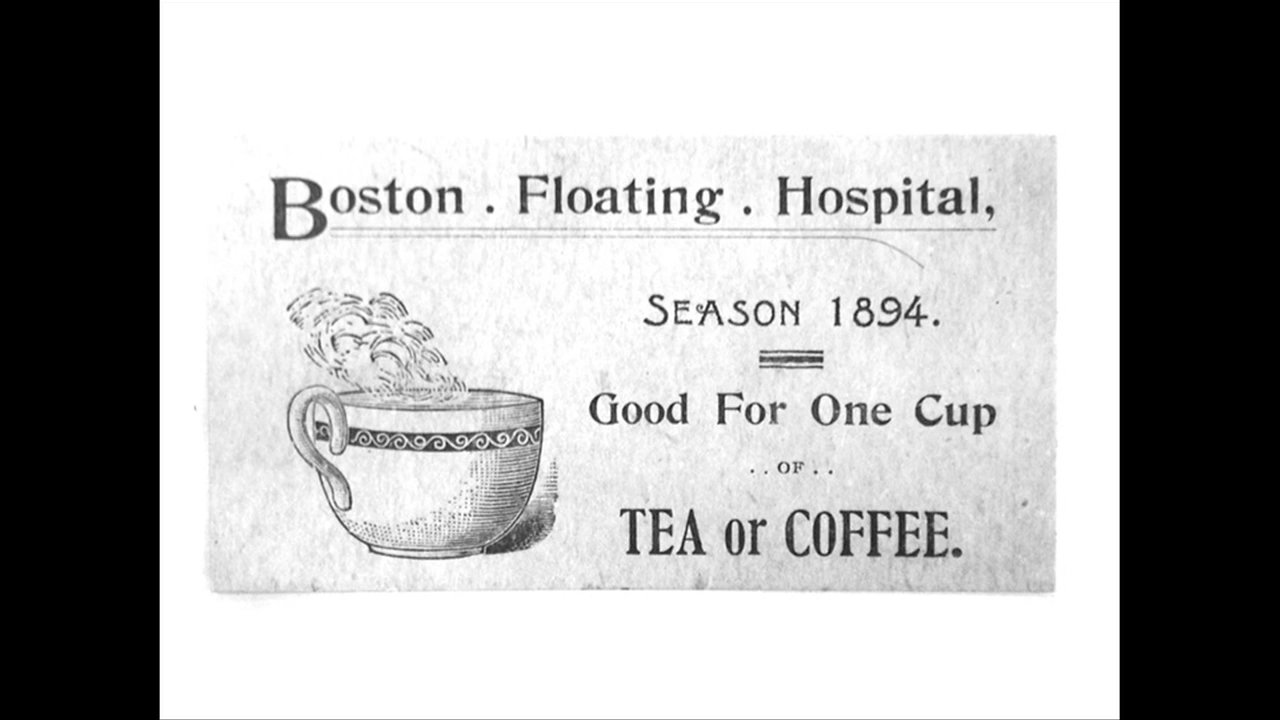 Boston . Floating . Hospital,
SEASON 1894.
Good For One Cup
. . OF . .
TEA or COFFEE.